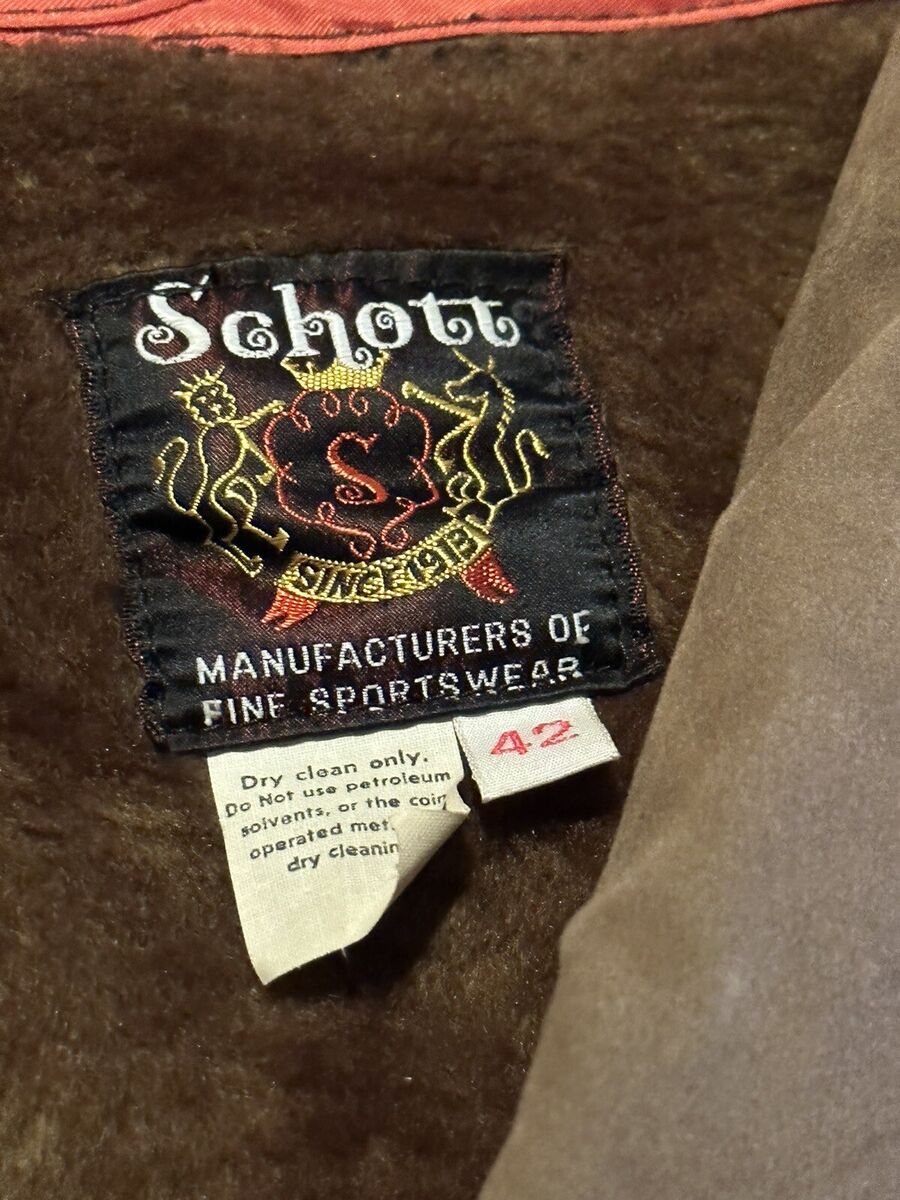 Schott
S
SINCE 1913
MANUFACTURERS OF
FINE SPORTSWEAR
42
Dry clean only.
Do Not use petroleum
solvents, or the coin
operated met
dry cleanin